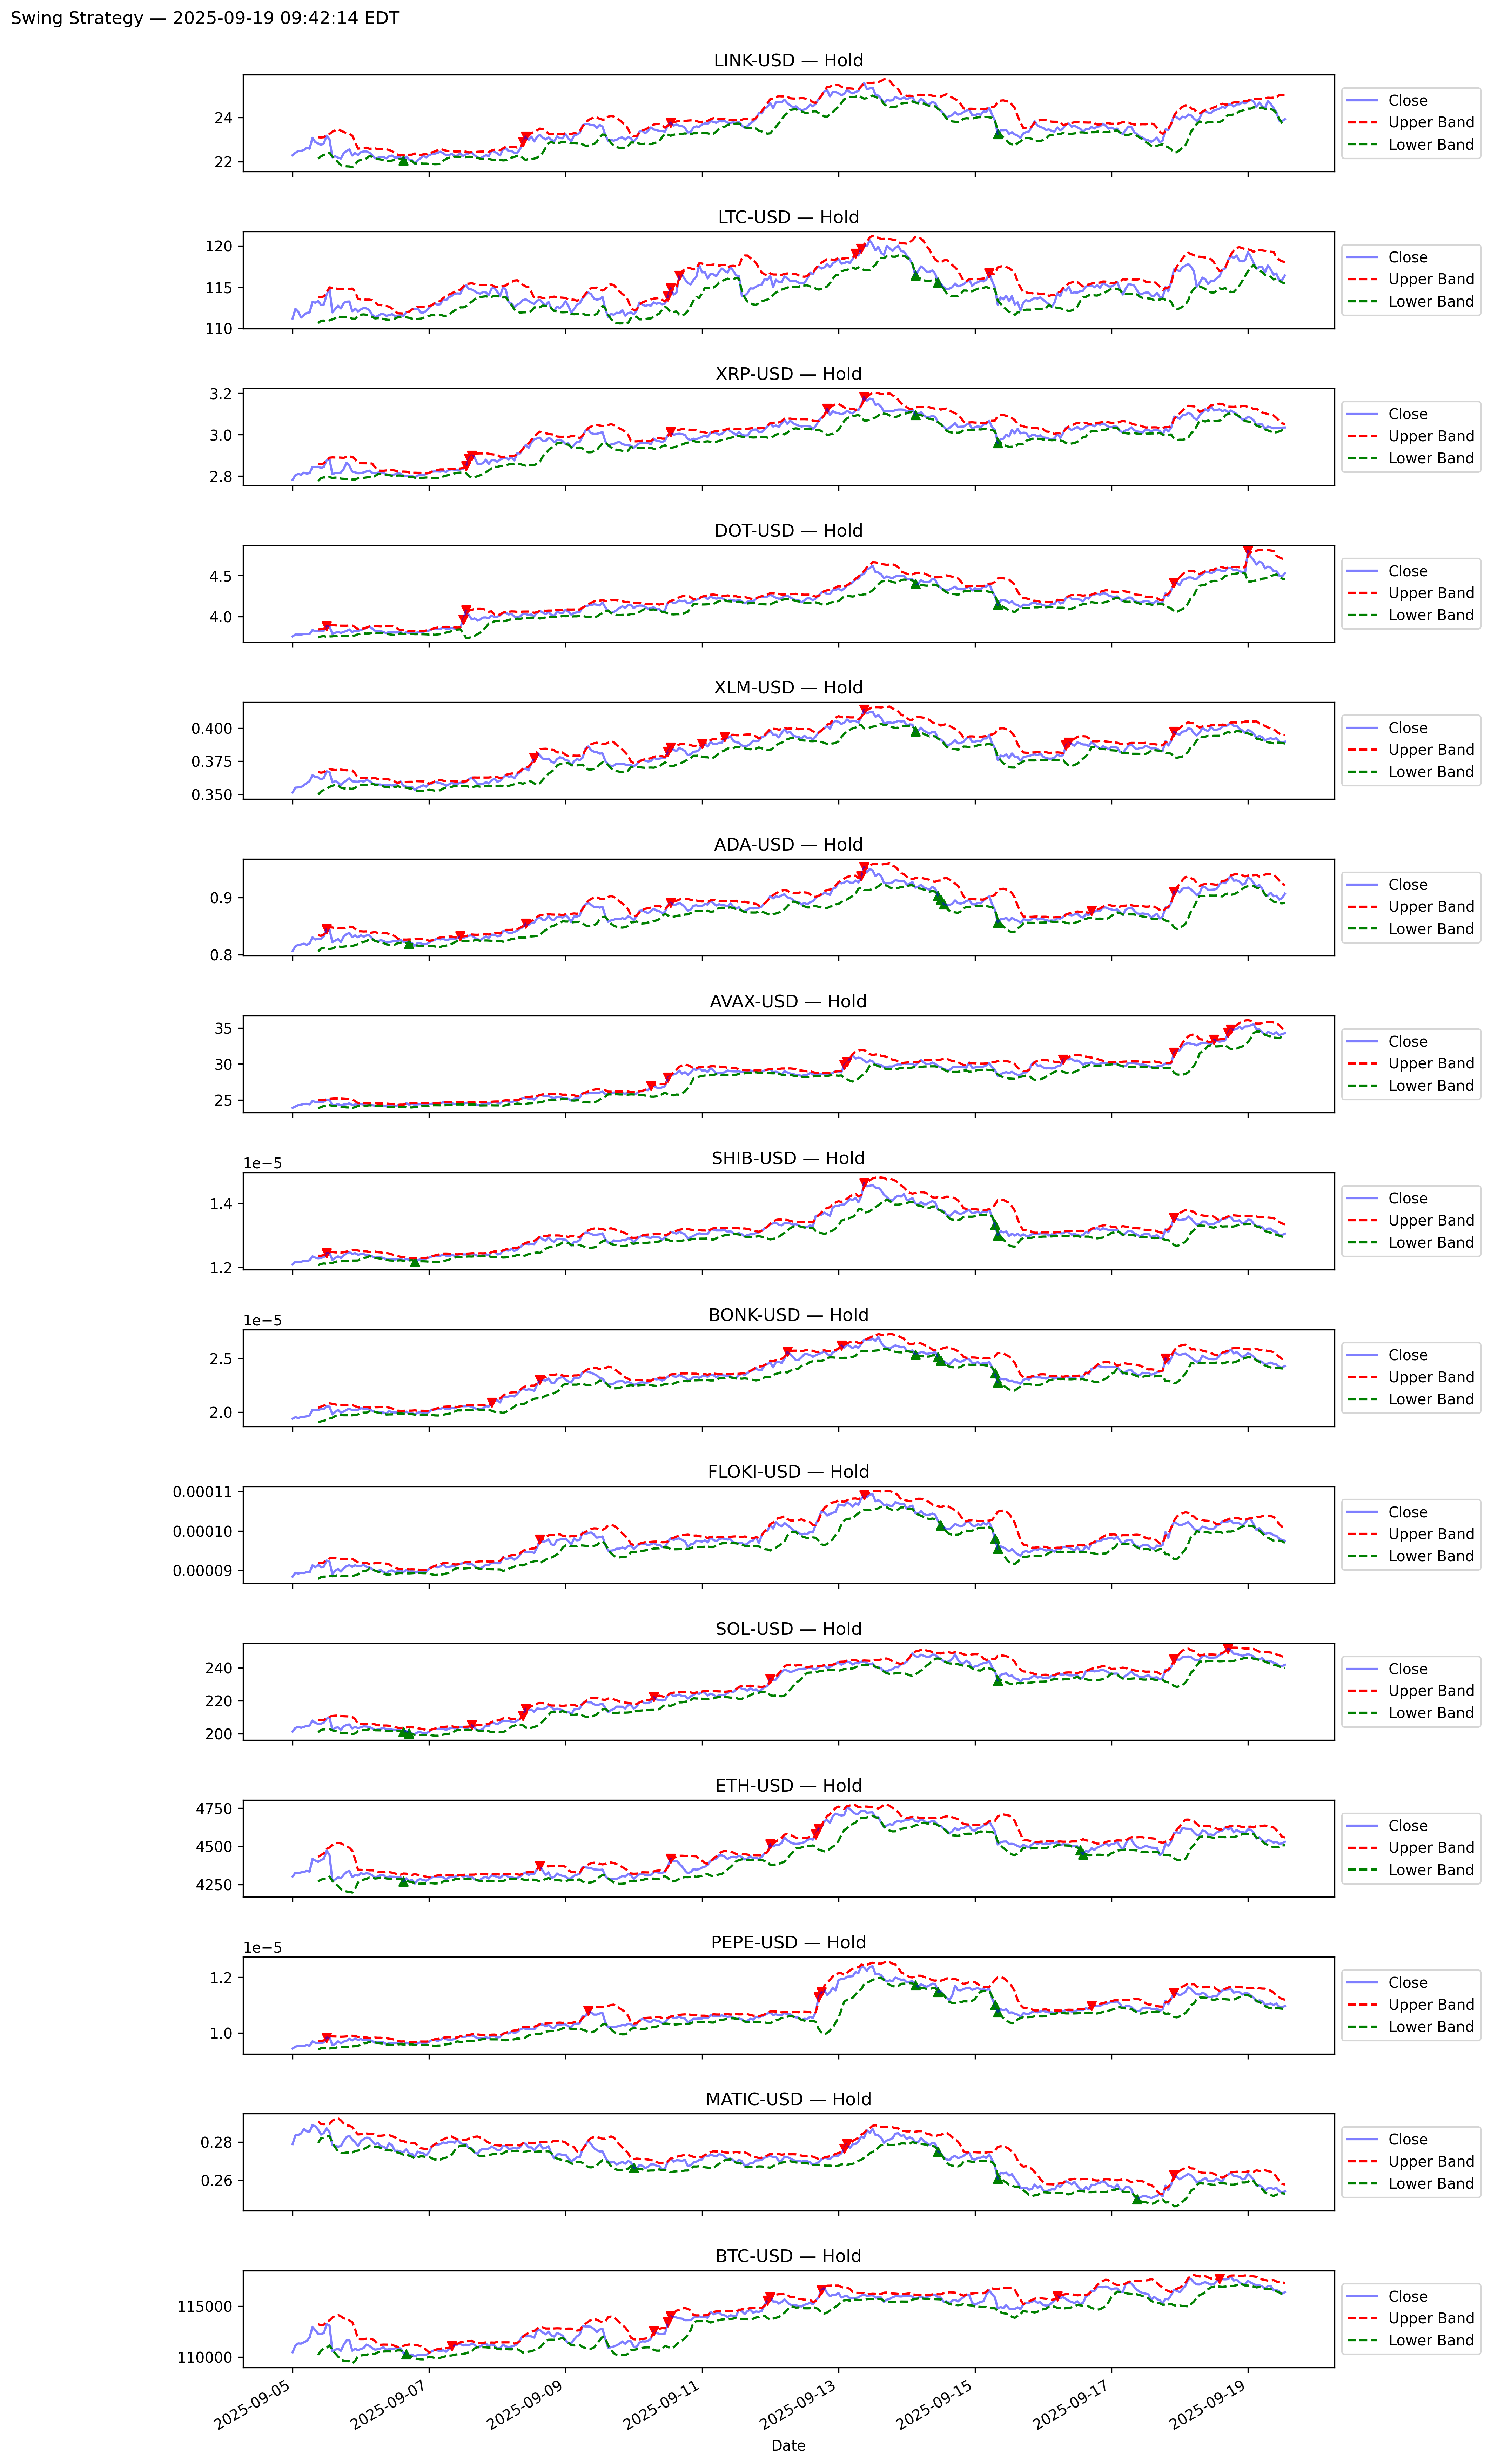 Swing Strategy — 2025-09-19 09:42:14 EDT
LINK-USD — Hold
24
22
Close
Upper Band
Lower Band
LTC-USD — Hold
120
115
110
Close
Upper Band
Lower Band
XRP-USD — Hold
3.2
3.0
2.8
Close
Upper Band
Lower Band
DOT-USD — Hold
4.5
4.0
Close
Upper Band
Lower Band
XLM-USD — Hold
0.400
0.375
0.350
Close
Upper Band
Lower Band
ADA-USD — Hold
0.9
0.8
Close
Upper Band
Lower Band
AVAX-USD — Hold
35
30
25
Close
Upper Band
Lower Band
SHIB-USD — Hold
1e−5
1.4
1.2
Close
Upper Band
Lower Band
BONK-USD — Hold
1e−5
2.5
2.0
Close
Upper Band
Lower Band
FLOKI-USD — Hold
0.00011
0.00010
0.00009
Close
Upper Band
Lower Band
SOL-USD — Hold
240
220
200
Close
Upper Band
Lower Band
ETH-USD — Hold
4750
4500
4250
Close
Upper Band
Lower Band
PEPE-USD — Hold
1e−5
1.2
1.0
Close
Upper Band
Lower Band
MATIC-USD — Hold
0.28
0.26
Close
Upper Band
Lower Band
BTC-USD — Hold
115000
110000
Close
Upper Band
Lower Band
2025-09-05
2025-09-07
2025-09-09
2025-09-11
2025-09-13
2025-09-15
2025-09-17
2025-09-19
Date